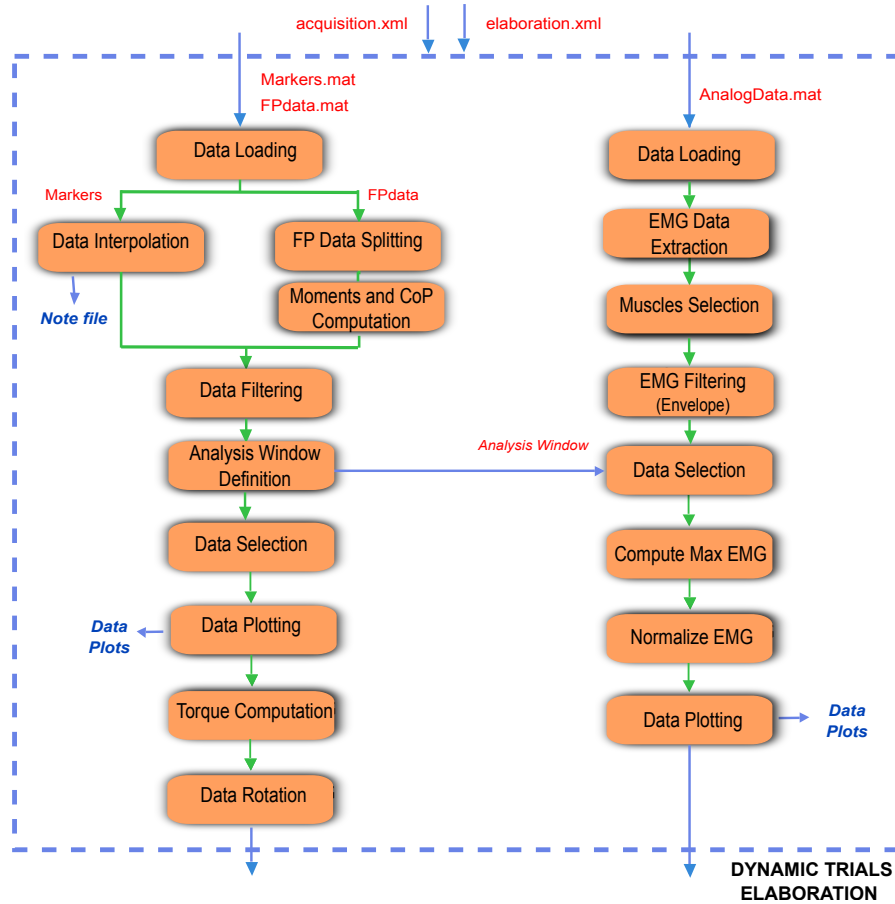 acquisition.xml
elaboration.xml
Markers.mat
FPdata.mat
AnalogData.mat
Data Loading
Data Loading
Markers
FPdata
Data Interpolation
FP Data Splitting
EMG Data
Extraction
Note file
Moments and CoP
Computation
Muscles Selection
Data Filtering
EMG Filtering
(Envelope)
Analysis Window
Definition
Analysis Window
Data Selection
Data Selection
Compute Max EMG
Data
Plots
Data Plotting
Normalize EMG
Torque Computation
Data Plotting
Data
Plots
Data Rotation
DYNAMIC TRIALS
ELABORATION